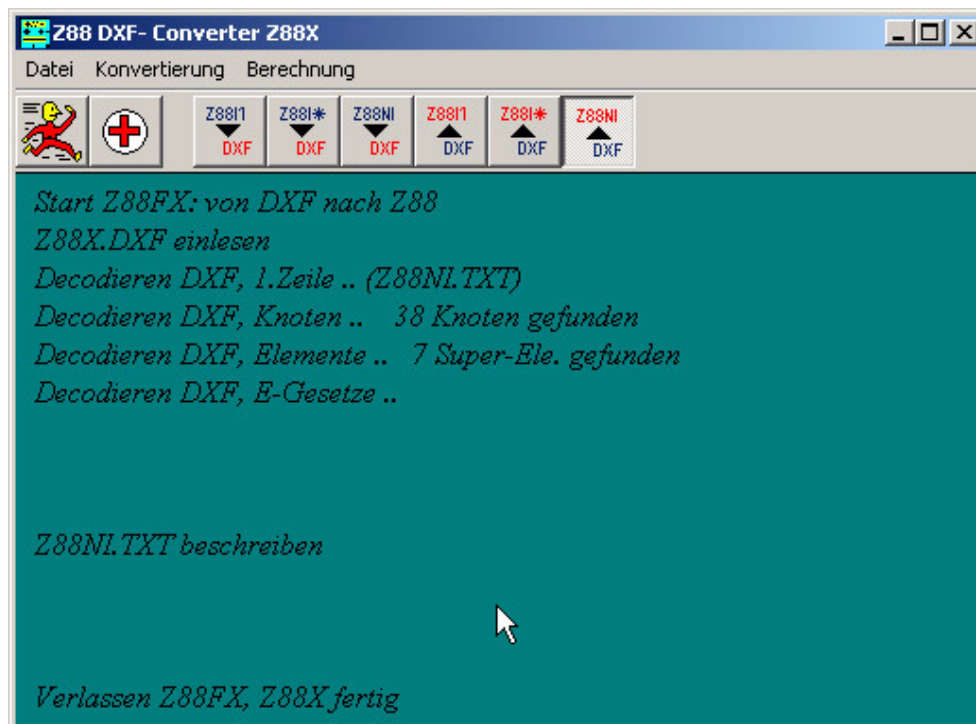 Z88 DXF- Converter Z88X
Datei Konvertierung Berechnung
Z88I1 Z88I* Z88NI Z88I1 Z88I* Z88NI
DXF DXF DXF DXF DXF DXF
Start Z88FX: von DXF nach Z88
Z88X.DXF einlesen
Decodieren DXF, 1.Zeile .. (Z88NI.TXT)
Decodieren DXF, Knoten .. 38 Knoten gefunden
Decodieren DXF, Elemente .. 7 Super-Ele. gefunden
Decodieren DXF, E-Gesetze ..
Z88NI.TXT beschreiben
Verlassen Z88FX, Z88X fertig